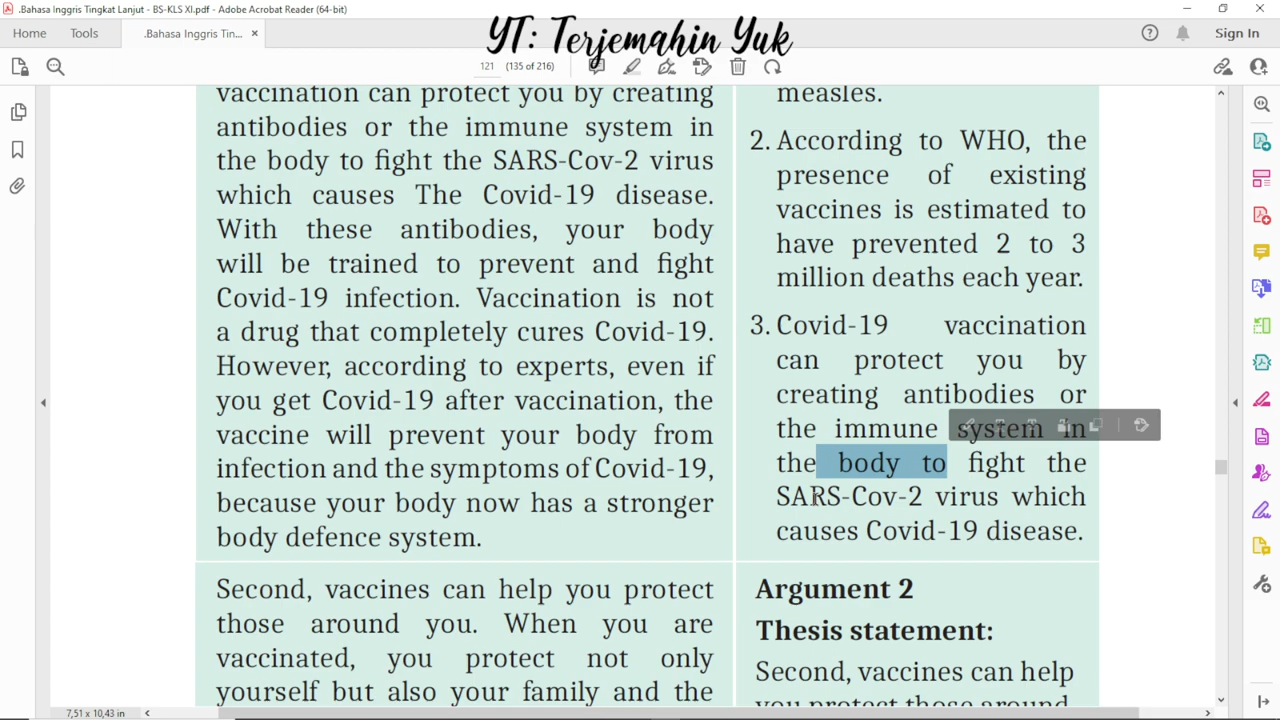 .Bahasa Inggris Tingkat Lanjut - BS-KLS XI.pdf - Adobe Acrobat Reader (64-bit)
Home
Tools
.Bahasa Inggris Tin...
YT: Terjemahin Yuk
Sign In
121
(135 of 216)
vaccination can protect you by creating
antibodies or the immune system in
the body to fight the SARS-Cov-2 virus
which causes The Covid-19 disease.
With these antibodies, your body
will be trained to prevent and fight
Covid-19 infection. Vaccination is not
a drug that completely cures Covid-19.
However, according to experts, even if
you get Covid-19 after vaccination, the
vaccine will prevent your body from
infection and the symptoms of Covid-19,
because your body now has a stronger
body defence system.
measles.
2. According to WHO, the
presence of existing
vaccines is estimated to
have prevented 2 to 3
million deaths each year.
3. Covid-19 vaccination
can protect you by
creating antibodies or
the immune system in
the body to fight the
SARS-Cov-2 virus which
causes Covid-19 disease.
Second, vaccines can help you protect
those around you. When you are
vaccinated, you protect not only
yourself but also your family and the
Argument 2
Thesis statement:
Second, vaccines can help
you protect those around
7,51 x 10,43 in